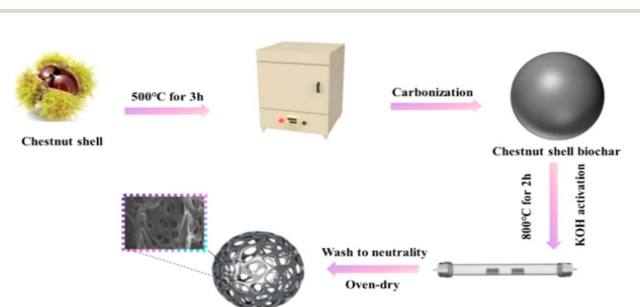 500℃ for 3h
Carbonization
Chestnut shell
Chestnut shell biochar
800℃ for 2h
KOH activation
Wash to neutrality
Oven-dry